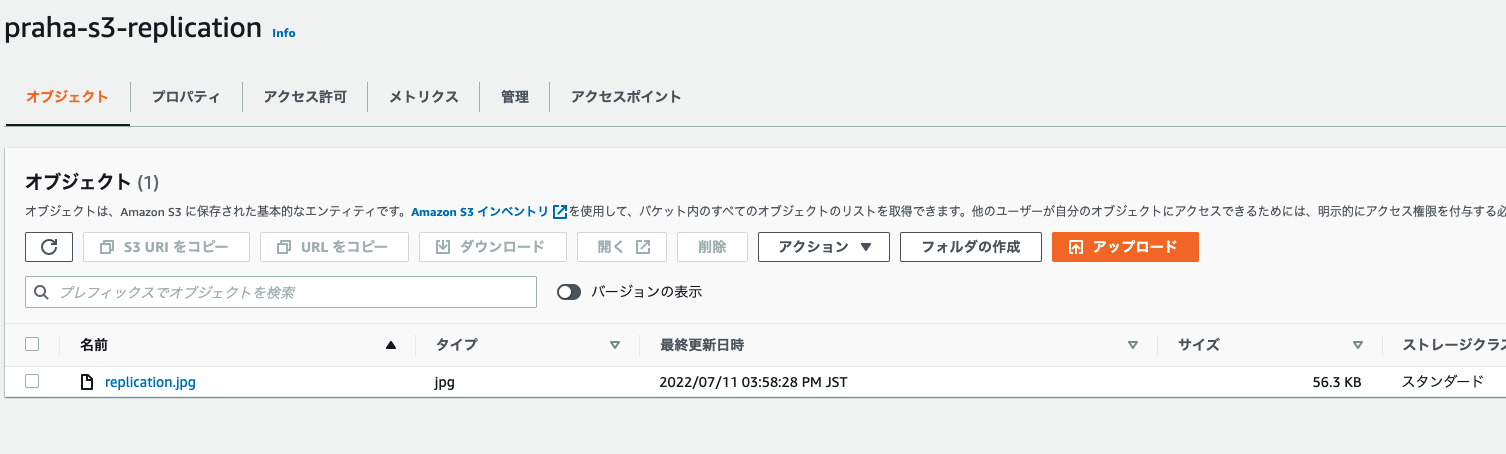 praha-s3-replication Info
オブジェクト プロパティ アクセス許可 メトリクス 管理 アクセスポイント
オブジェクト (1)
オブジェクトは、Amazon S3 に保存された基本的なエンティティです。Amazon S3 インベントリ を使用して、バケット内のすべてのオブジェクトのリストを取得できます。他のユーザーが自分のオブジェクトにアクセスできるためには、明示的にアクセス権限を付与する必
S3 URI をコピー URL をコピー ダウンロード 開く 削除 アクション フォルダの作成 アップロード
プレフィックスでオブジェクトを検索 バージョンの表示
名前 タイプ 最終更新日時 サイズ ストレージクラス
replication.jpg jpg 2022/07/11 03:58:28 PM JST 56.3 KB スタンダード